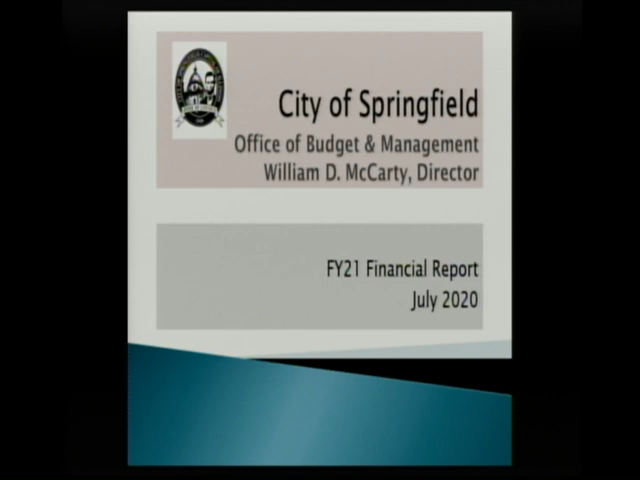 City of Springfield
Office of Budget & Management
William D. McCarty, Director
FY21 Financial Report
July 2020